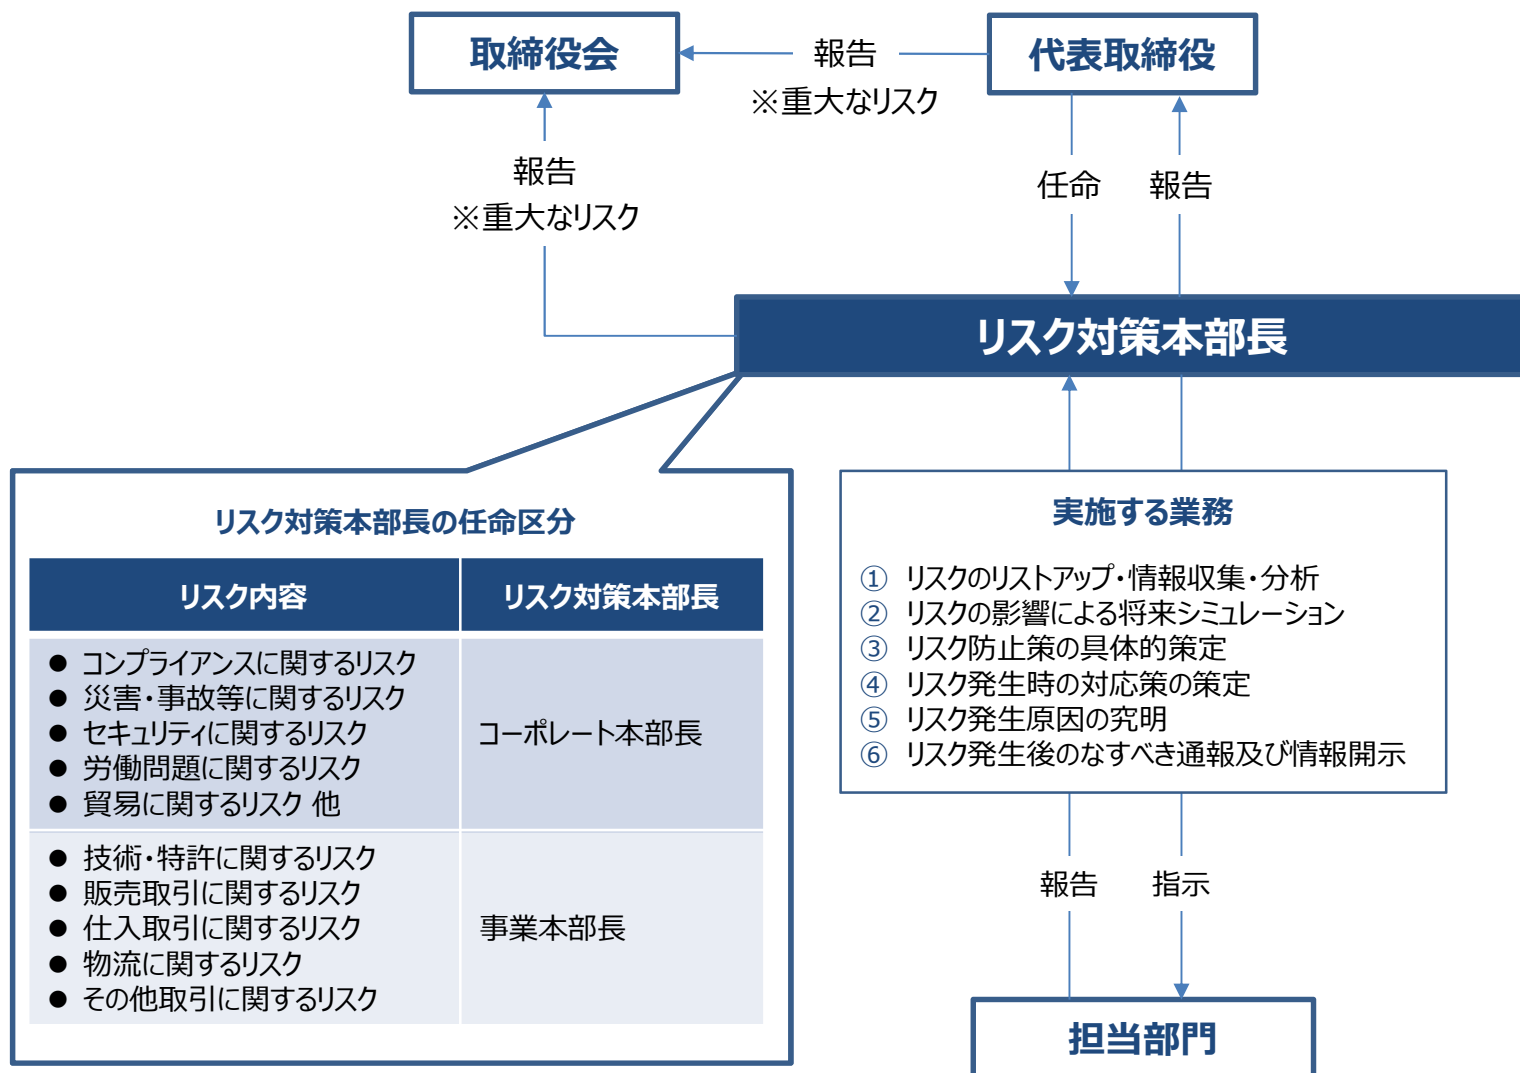 取締役会
報告
代表取締役
※重大なリスク
報告
※重大なリスク
任命
報告
リスク対策本部長
リスク対策本部長の任命区分
リスク内容
リスク対策本部長
● コンプライアンスに関するリスク
● 災害・事故等に関するリスク
● セキュリティに関するリスク
● 労働問題に関するリスク
● 貿易に関するリスク 他
コーポレート本部長
● 技術・特許に関するリスク
● 販売取引に関するリスク
● 仕入取引に関するリスク
● 物流に関するリスク
● その他取引に関するリスク
事業本部長
実施する業務
① リスクのリストアップ・情報収集・分析
② リスクの影響による将来シミュレーション
③ リスク防止策の具体的策定
④ リスク発生時の対応策の策定
⑤ リスク発生原因の究明
⑥ リスク発生後のなすべき通報及び情報開示
報告
指示
担当部門